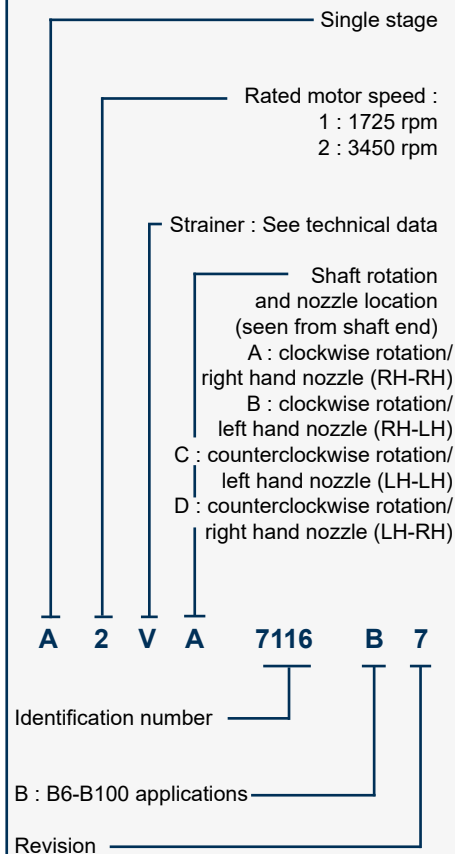 Single stage
Rated motor speed :
1 : 1725 rpm
2 : 3450 rpm
Strainer : See technical data
Shaft rotation
and nozzle location
(seen from shaft end)
A : clockwise rotation/
right hand nozzle (RH-RH)
B : clockwise rotation/
left hand nozzle (RH-LH)
C : counterclockwise rotation/
left hand nozzle (LH-LH)
D : counterclockwise rotation/
right hand nozzle (LH-RH)
A 2 V A 7116 B 7
Identification number
B : B6-B100 applications
Revision